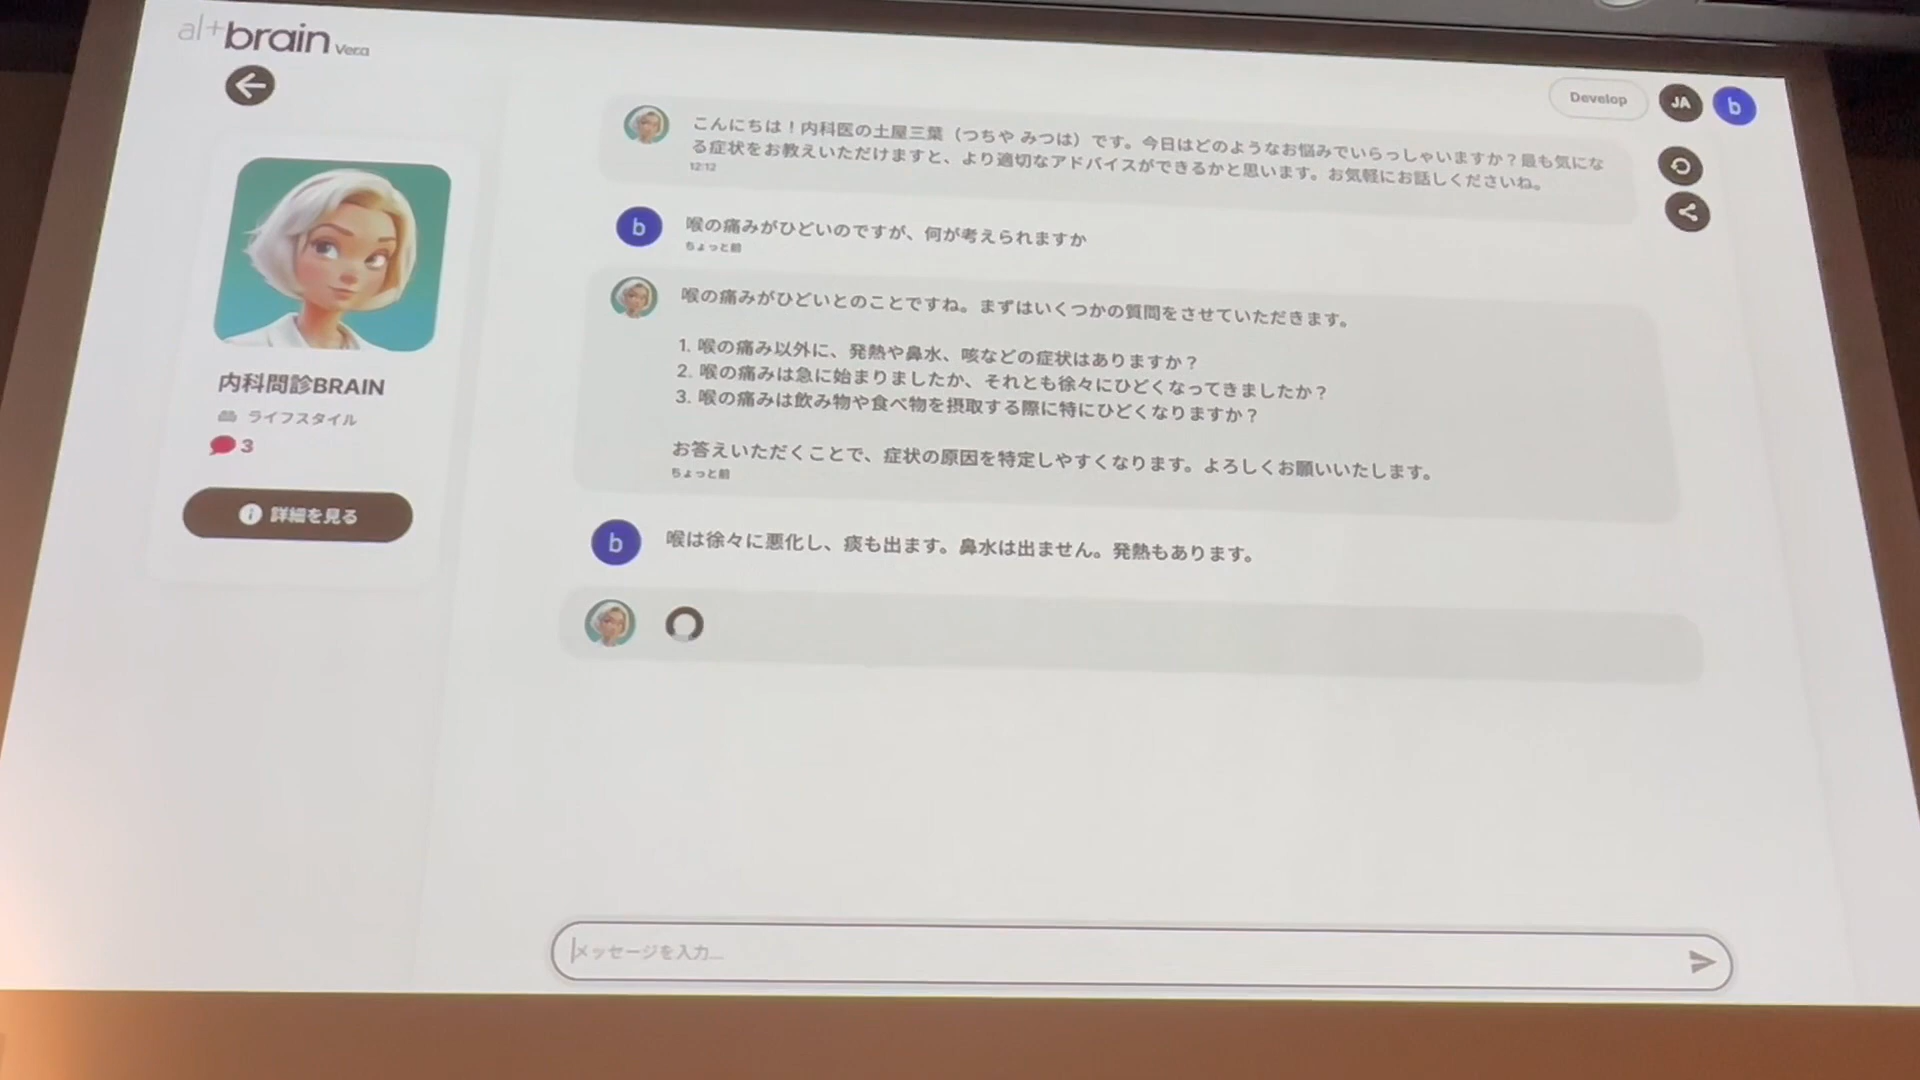 al+brain Veca
Develop
JA
b
こんにちは！内科医の土屋三葉（つちや みつは）です。今日はどのようなお悩みでいらっしゃいますか？最も気にな
る症状をお教えいただけますと、より適切なアドバイスができるかと思います。お気軽にお話しくださいね。
12:12
b
喉の痛みがひどいのですが、何が考えられますか
ちょっと前
喉の痛みがひどいとのことですね。まずはいくつかの質問をさせていただきます。
1. 喉の痛み以外に、発熱や鼻水、咳などの症状はありますか？
2. 喉の痛みは急に始まりましたか、それとも徐々にひどくなってきましたか？
3. 喉の痛みは飲み物や食べ物を摂取する際に特にひどくなりますか？
お答えいただくことで、症状の原因を特定しやすくなります。よろしくお願いいたします。
ちょっと前
内科問診BRAIN
ライフスタイル
3
詳細を見る
b
喉は徐々に悪化し、痰も出ます。鼻水は出ません。発熱もあります。
メッセージを入力...